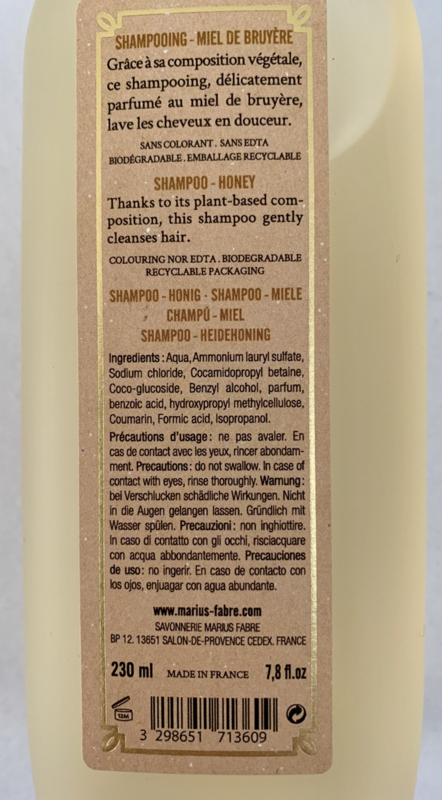 SHAMPOOING - MIEL DE BRUYÈRE
Grâce à sa composition végétale,
ce shampooing, délicatement
parfumé au miel de bruyère,
lave les cheveux en douceur.
SANS COLORANT . SANS EDTA
BIODÉGRADABLE . EMBALLAGE RECYCLABLE
SHAMPOO - HONEY
Thanks to its plant-based com-
position, this shampoo gently
cleanses hair.
COLOURING NOR EDTA . BIODEGRADABLE
RECYCLABLE PACKAGING
SHAMPOO - HONIG · SHAMPOO - MIELE
CHAMPÚ - MIEL
SHAMPOO - HEIDEHONING
Ingredients : Aqua, Ammonium lauryl sulfate,
Sodium chloride, Cocamidopropyl betaine,
Coco-glucoside, Benzyl alcohol, parfum,
benzoic acid, hydroxypropyl methylcellulose,
Coumarin, Formic acid, Isopropanol.
Précautions d'usage : ne pas avaler. En
cas de contact avec les yeux, rincer abondam-
ment. Precautions : do not swallow. In case of
contact with eyes, rinse thoroughly. Warnung :
bei Verschlucken schädliche Wirkungen. Nicht
in die Augen gelangen lassen. Gründlich mit
Wasser spülen. Precauzioni : non inghiottire.
In caso di contatto con gli occhi, risciacquare
con acqua abbondantemente. Precauciones
de uso : no ingerir. En caso de contacto con
los ojos, enjuagar con agua abundante.
www.marius-fabre.com
SAVONNERIE MARIUS FABRE
BP 12. 13651 SALON-DE-PROVENCE CEDEX. FRANCE
230 ml MADE IN FRANCE 7,8 fl.oz
12M
3 298651 713609